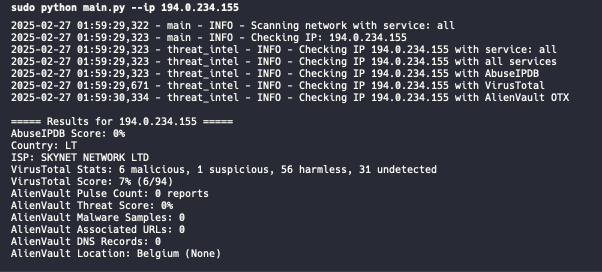 sudo python main.py --ip 194.0.234.155
2025-02-27 01:59:29,322 - main - INFO - Scanning network with service: all
2025-02-27 01:59:29,323 - main - INFO - Checking IP: 194.0.234.155
2025-02-27 01:59:29,323 - threat_intel - INFO - Checking IP 194.0.234.155 with service: all
2025-02-27 01:59:29,323 - threat_intel - INFO - Checking IP 194.0.234.155 with all services
2025-02-27 01:59:29,323 - threat_intel - INFO - Checking IP 194.0.234.155 with AbuseIPDB
2025-02-27 01:59:29,671 - threat_intel - INFO - Checking IP 194.0.234.155 with VirusTotal
2025-02-27 01:59:30,334 - threat_intel - INFO - Checking IP 194.0.234.155 with AlienVault OTX
===== Results for 194.0.234.155 =====
AbuseIPDB Score: 0%
Country: LT
ISP: SKYNET NETWORK LTD
VirusTotal Stats: 6 malicious, 1 suspicious, 56 harmless, 31 undetected
VirusTotal Score: 7% (6/94)
AlienVault Pulse Count: 0 reports
AlienVault Threat Score: 0%
AlienVault Malware Samples: 0
AlienVault Associated URLs: 0
AlienVault DNS Records: 0
AlienVault Location: Belgium (None)